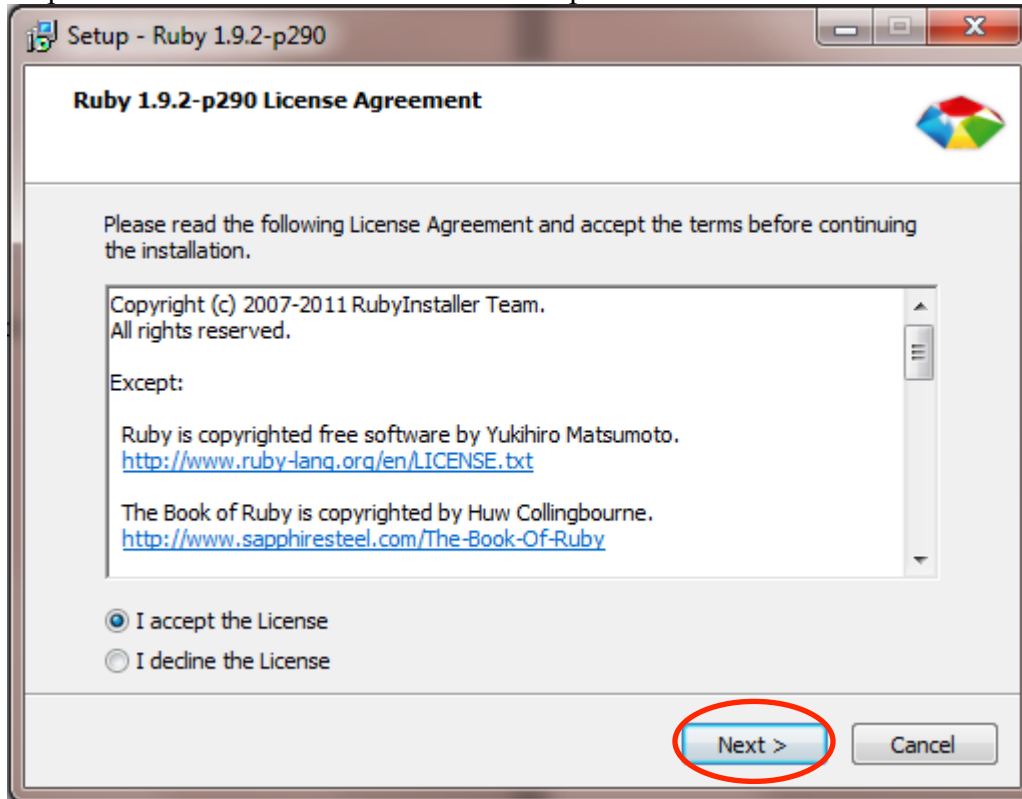 Setup - Ruby 1.9.2-p290
Ruby 1.9.2-p290 License Agreement
Please read the following License Agreement and accept the terms before continuing
the installation.
Copyright (c) 2007-2011 RubyInstaller Team.
All rights reserved.
Except:
Ruby is copyrighted free software by Yukihiro Matsumoto.
http://www.ruby-lang.org/en/LICENSE.txt
The Book of Ruby is copyrighted by Huw Collingbourne.
http://www.sapphiresteel.com/The-Book-Of-Ruby
I accept the License
I decline the License
Next >
Cancel